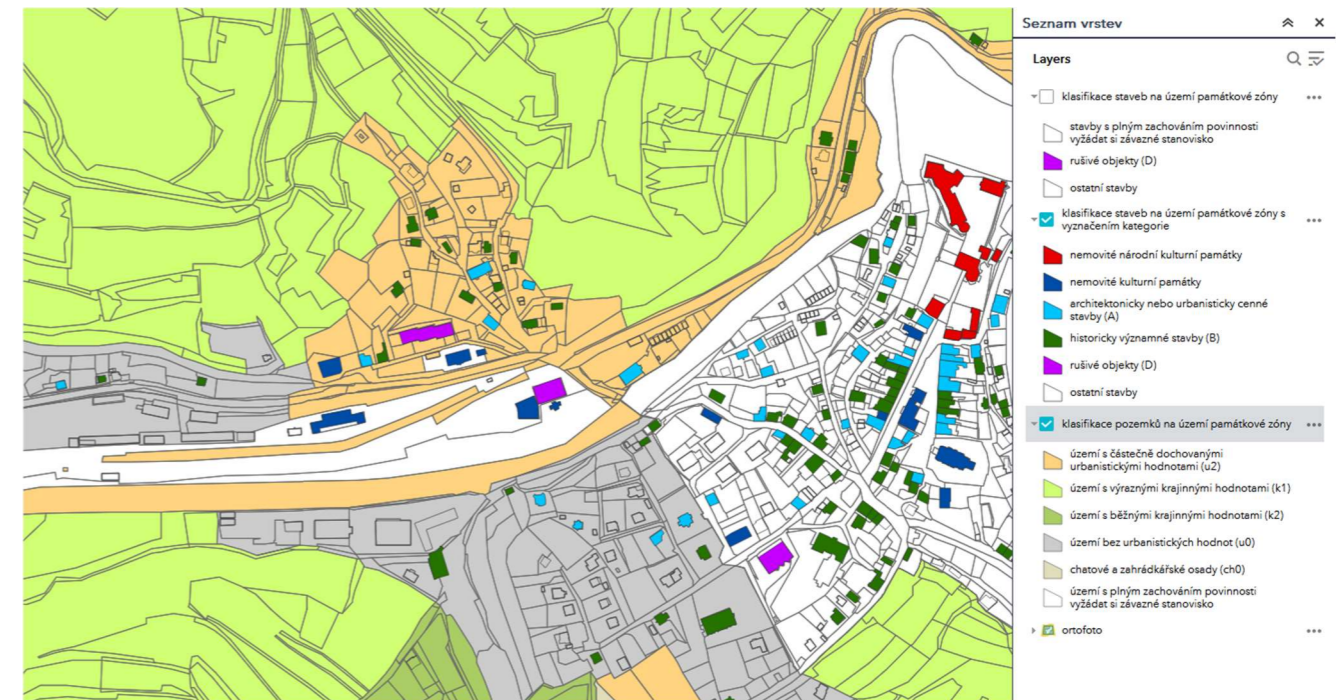 Seznam vrstev
Layers
klasifikace staveb na území památkové zóny
stavby s plným zachováním povinnosti
vyžádat si závazné stanovisko
rušivé objekty (D)
ostatní stavby
klasifikace staveb na území památkové zóny s
vyznačením kategorie
nemovité národní kulturní památky
nemovité kulturní památky
architektonicky nebo urbanisticky cenné
stavby (A)
historicky významné stavby (B)
rušivé objekty (D)
ostatní stavby
klasifikace pozemků na území památkové zóny
území s částečně dochovanými
urbanistickými hodnotami (u2)
území s výraznými krajinnými hodnotami (k1)
území s běžnými krajinnými hodnotami (k2)
území bez urbanistických hodnot (u0)
chatové a zahrádkářské osady (ch0)
území s plným zachováním povinnosti
vyžádat si závazné stanovisko
ortofoto